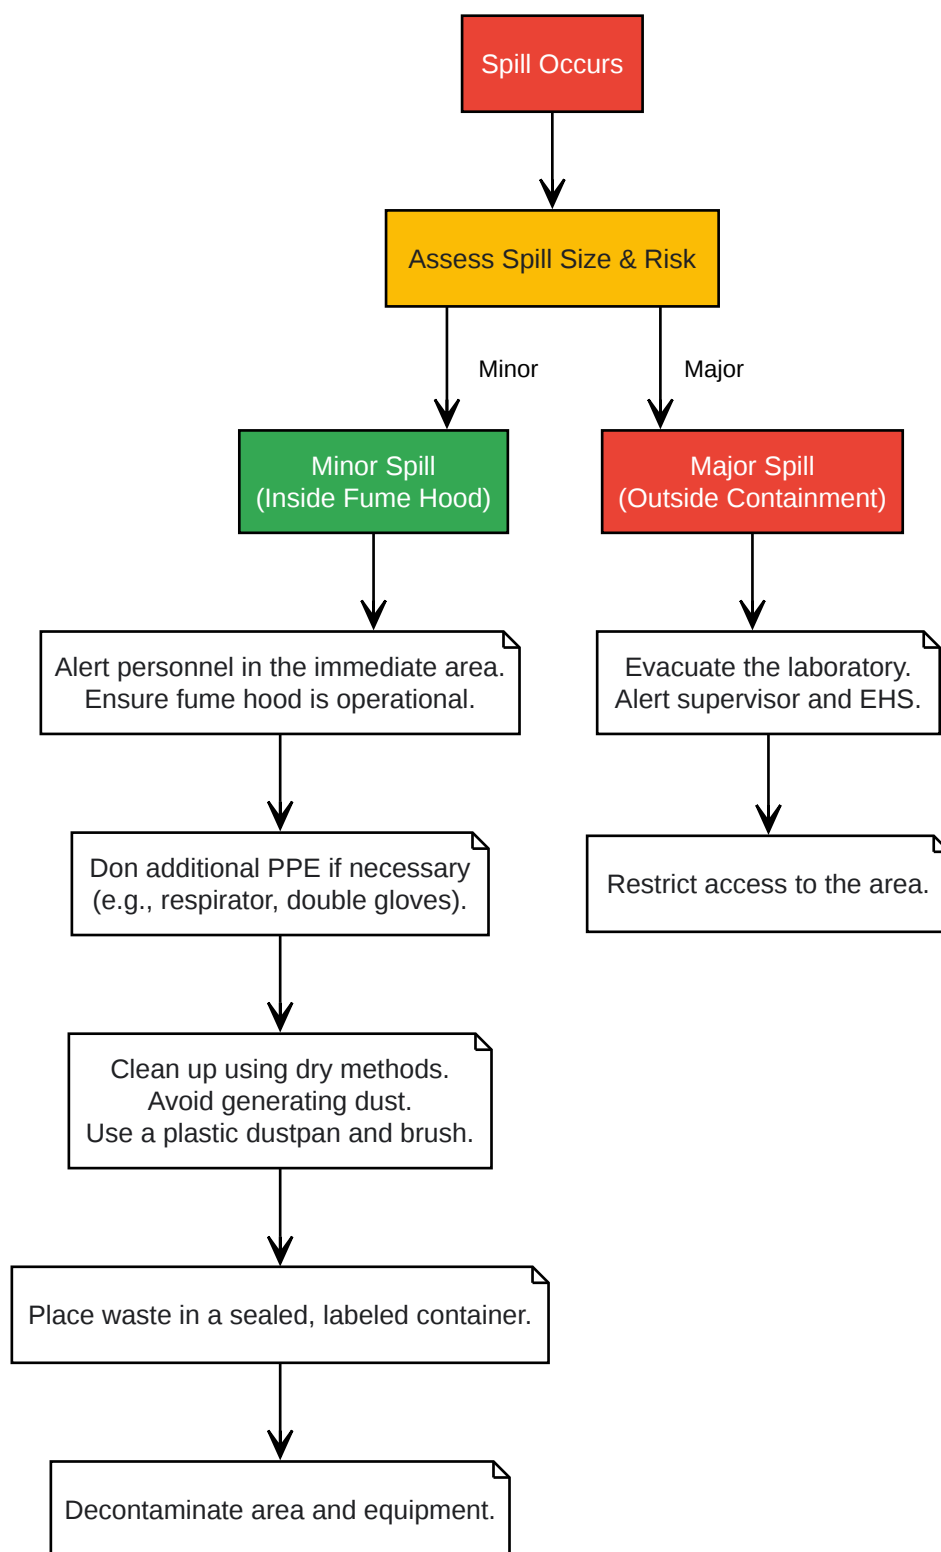 Spill Occurs
Assess Spill Size & Risk
Minor
Major
Minor Spill
(Inside Fume Hood)
Major Spill
(Outside Containment)
Alert personnel in the immediate area.
Ensure fume hood is operational.
Evacuate the laboratory.
Alert supervisor and EHS.
Don additional PPE if necessary
(e.g., respirator, double gloves).
Restrict access to the area.
Clean up using dry methods.
Avoid generating dust.
Use a plastic dustpan and brush.
Place waste in a sealed, labeled container.
Decontaminate area and equipment.